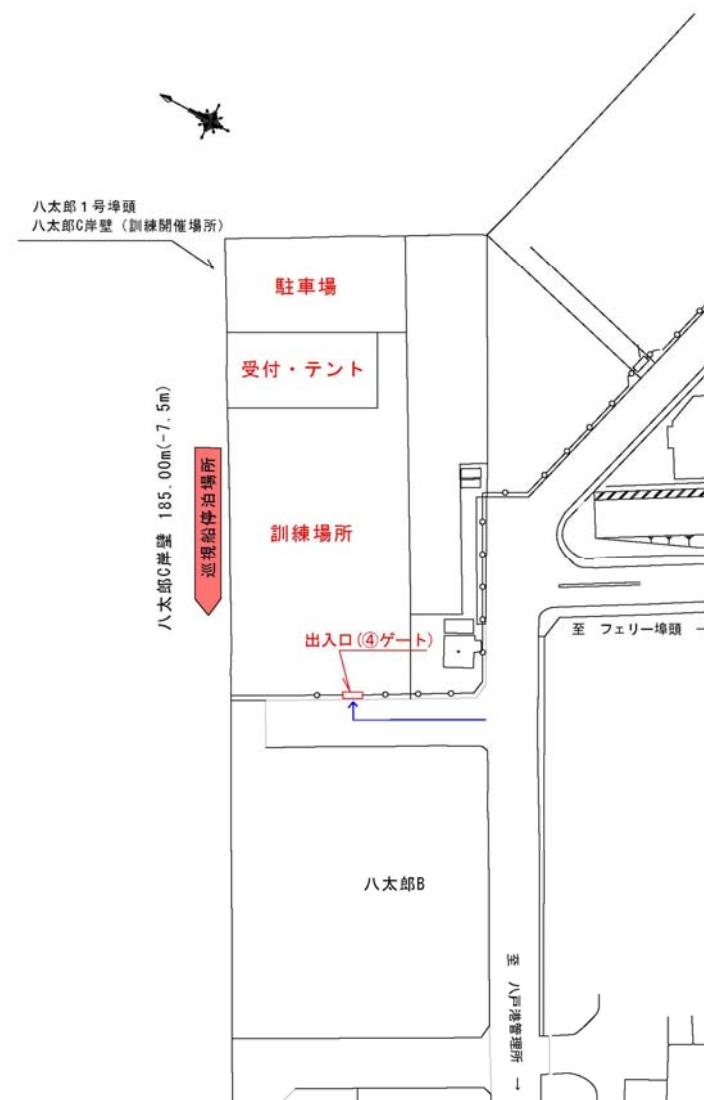 八太郎1号埠頭
八太郎C岸壁（訓練開催場所）
駐車場
受付・テント
八太郎C岸壁 185.00m(-7.5m)
巡視船停泊場所
訓練場所
出入口(④ゲート)
至 フェリー埠頭 →
八太郎B
至 八戸港管理所 →